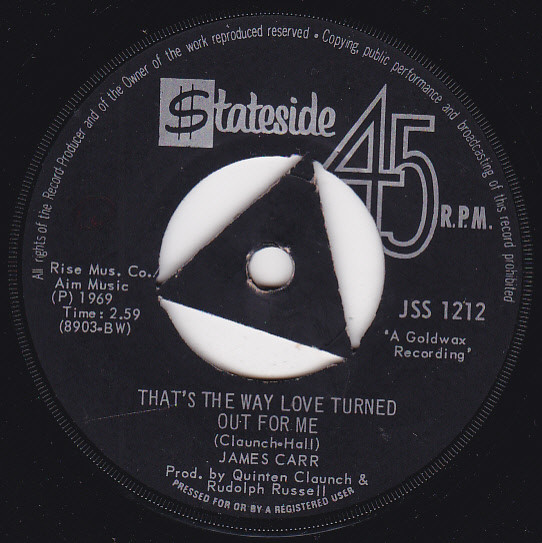 All rights of the Record Producer and of the Owner of the work reproduced reserved • Copying, public performance and broadcasting of this record prohibited
$tateside
45
R.P.M.
Rise Mus. Co.,
Aim Music
(P) 1969
Time: 2.59
(8903-BW)
JSS 1212
"A Goldwax
Recording"
THAT'S THE WAY LOVE TURNED
OUT FOR ME
(Claunch-Hall)
JAMES CARR
Prod. by Quinten Claunch &
Rudolph Russell
PRESSED FOR OR BY A REGISTERED USER